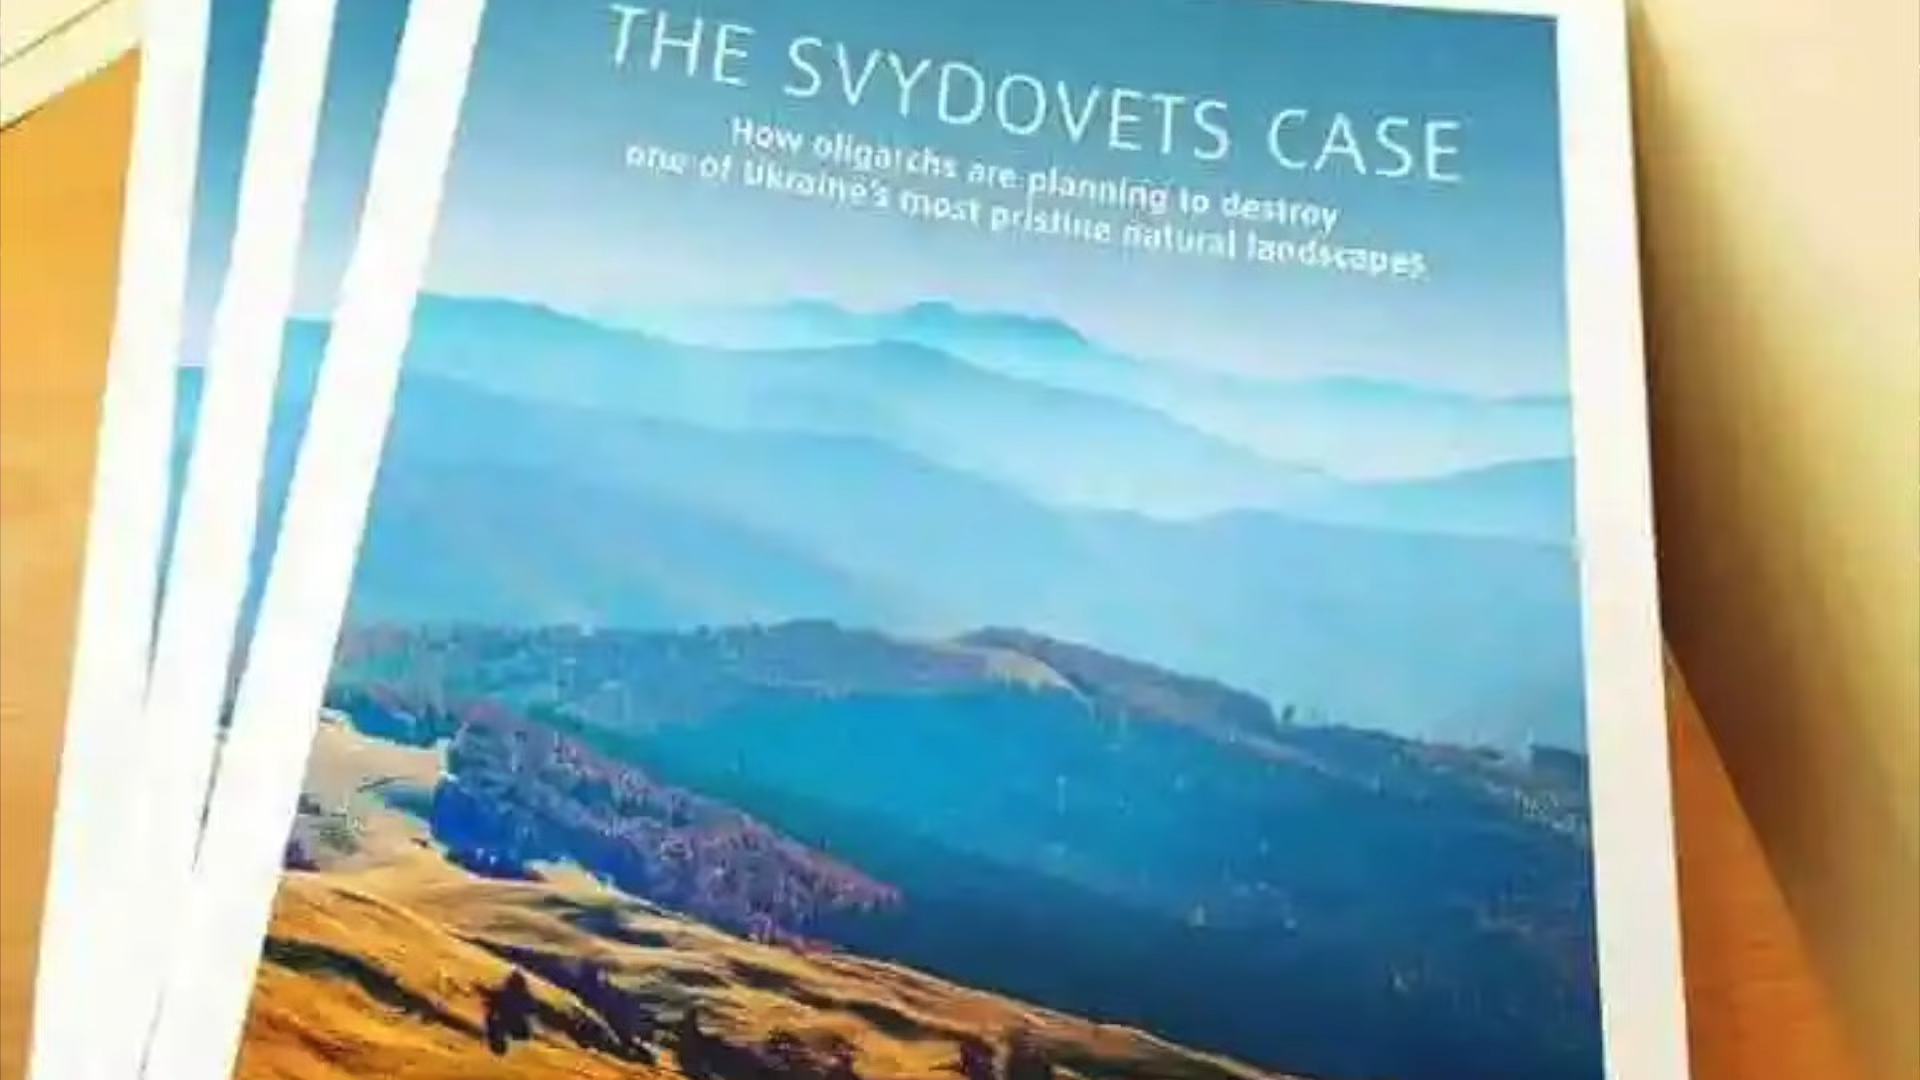 THE SVYDOVETS CASE
How oligarchs are planning to destroy
one of Ukraine's most pristine natural landscapes